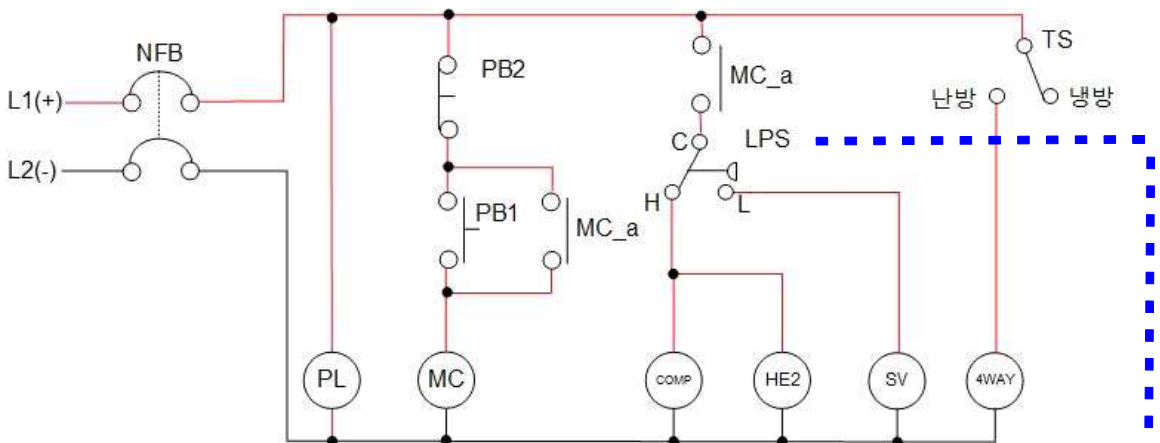 NFB
L1(+)
L2(-)
PB2
PB1
MC_a
MC_a
C
LPS
H
L
TS
난방
냉방
PL
MC
COMP
HE2
SV
4WAY